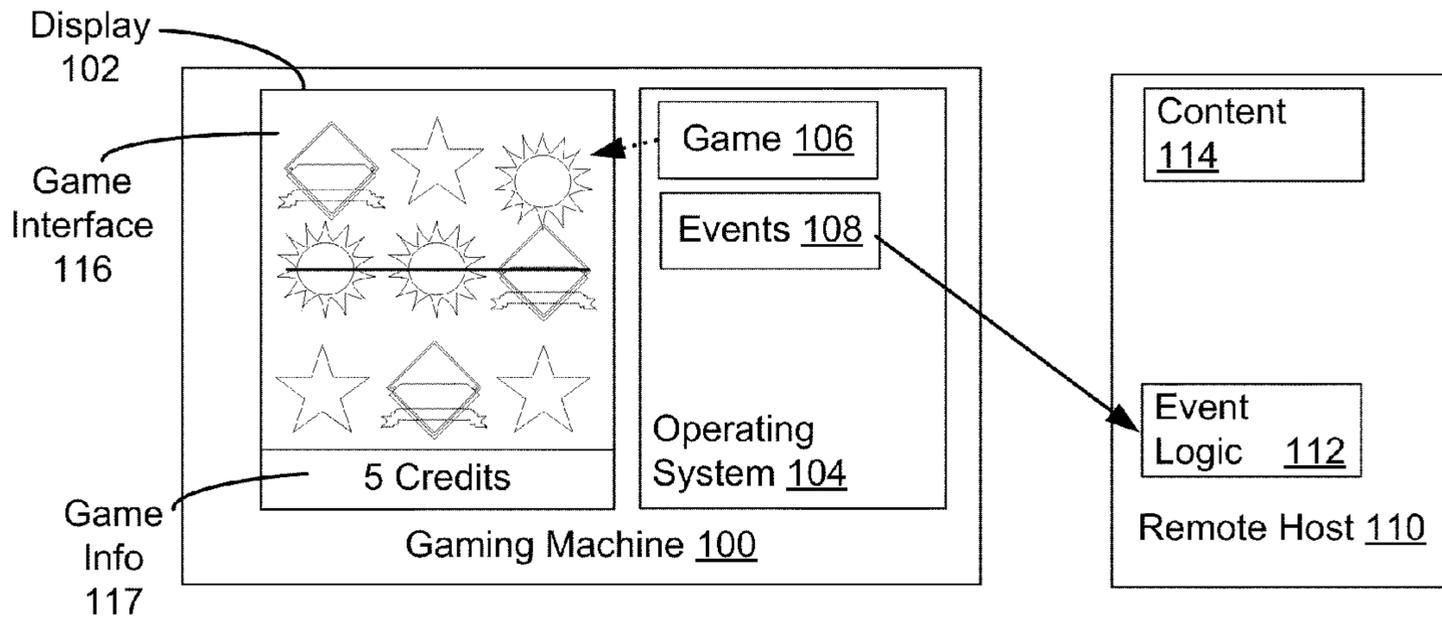 Display
102
Game
Interface
116
Game 106
Events 108
Operating
System 104
5 Credits
Game
Info
117
Gaming Machine 100
Content
114
Event
Logic 112
Remote Host 110